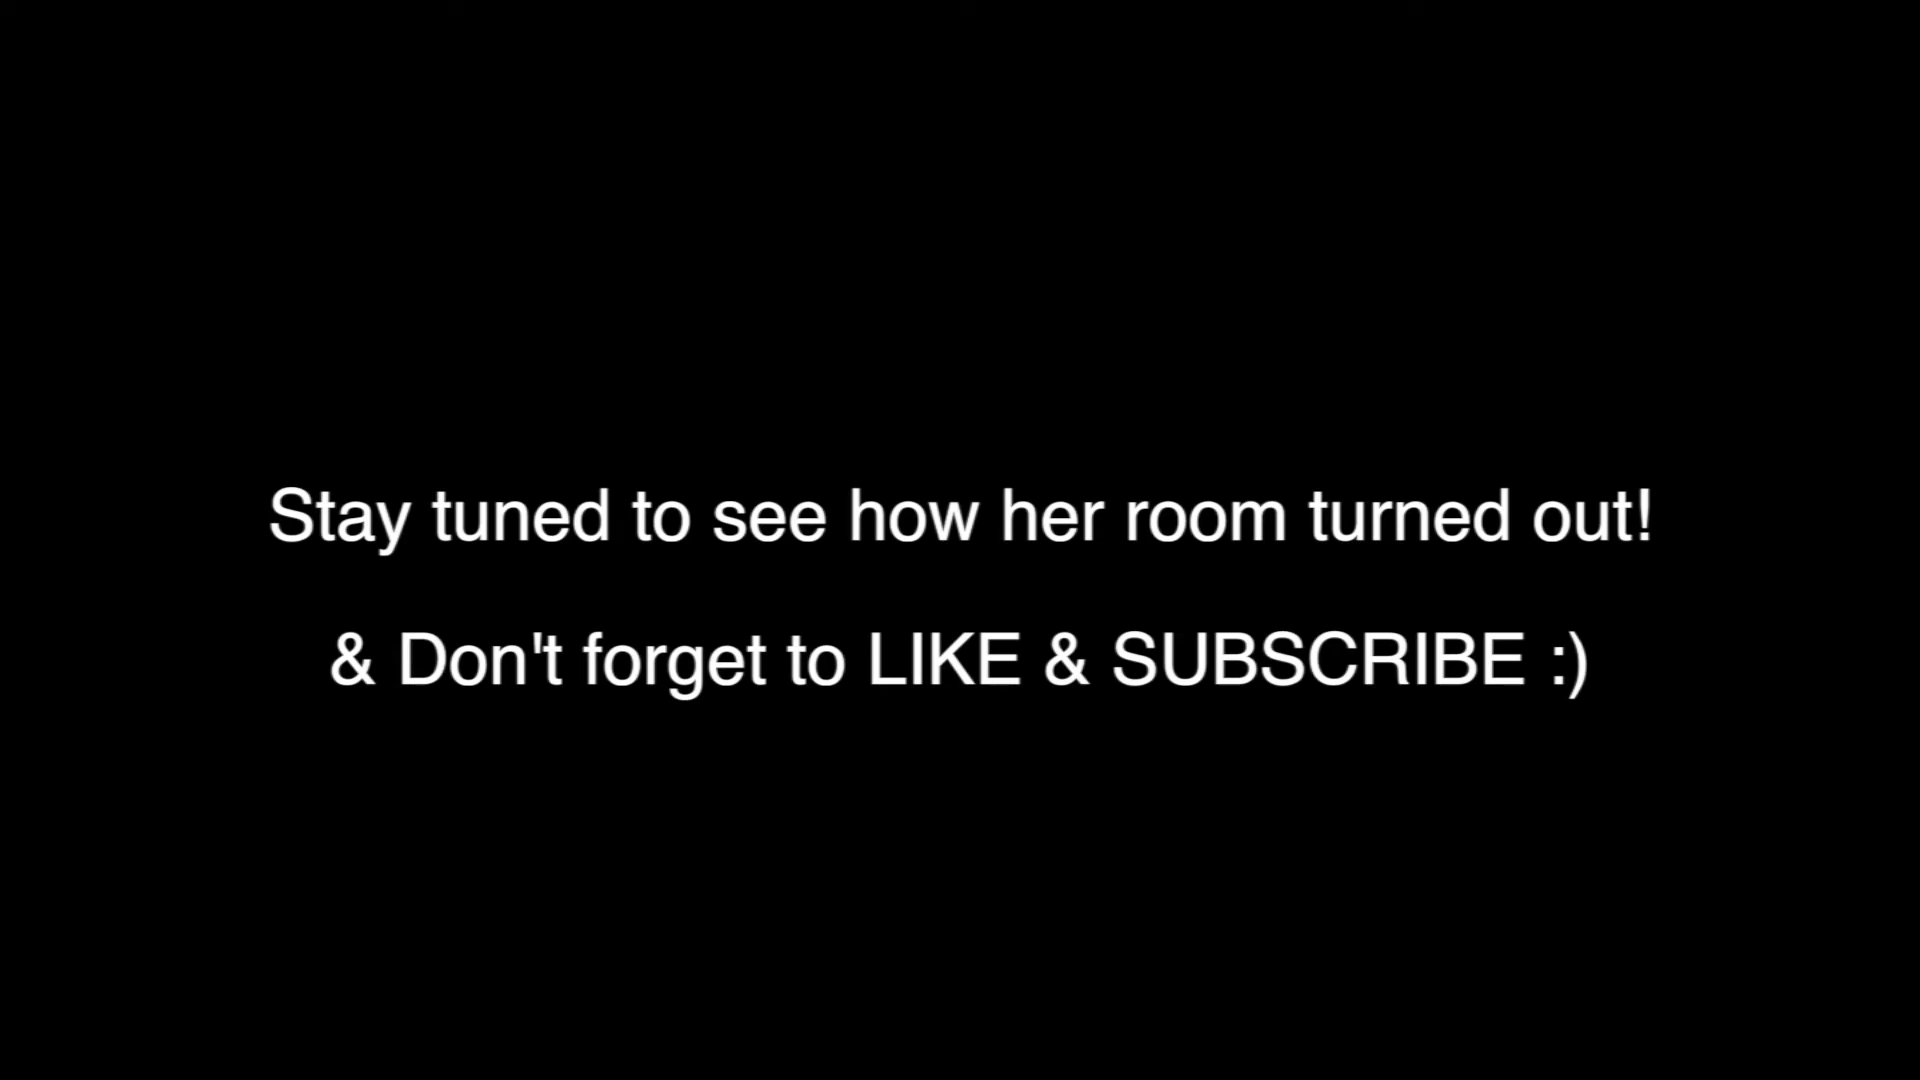 Stay tuned to see how her room turned out!
& Don't forget to LIKE & SUBSCRIBE :)